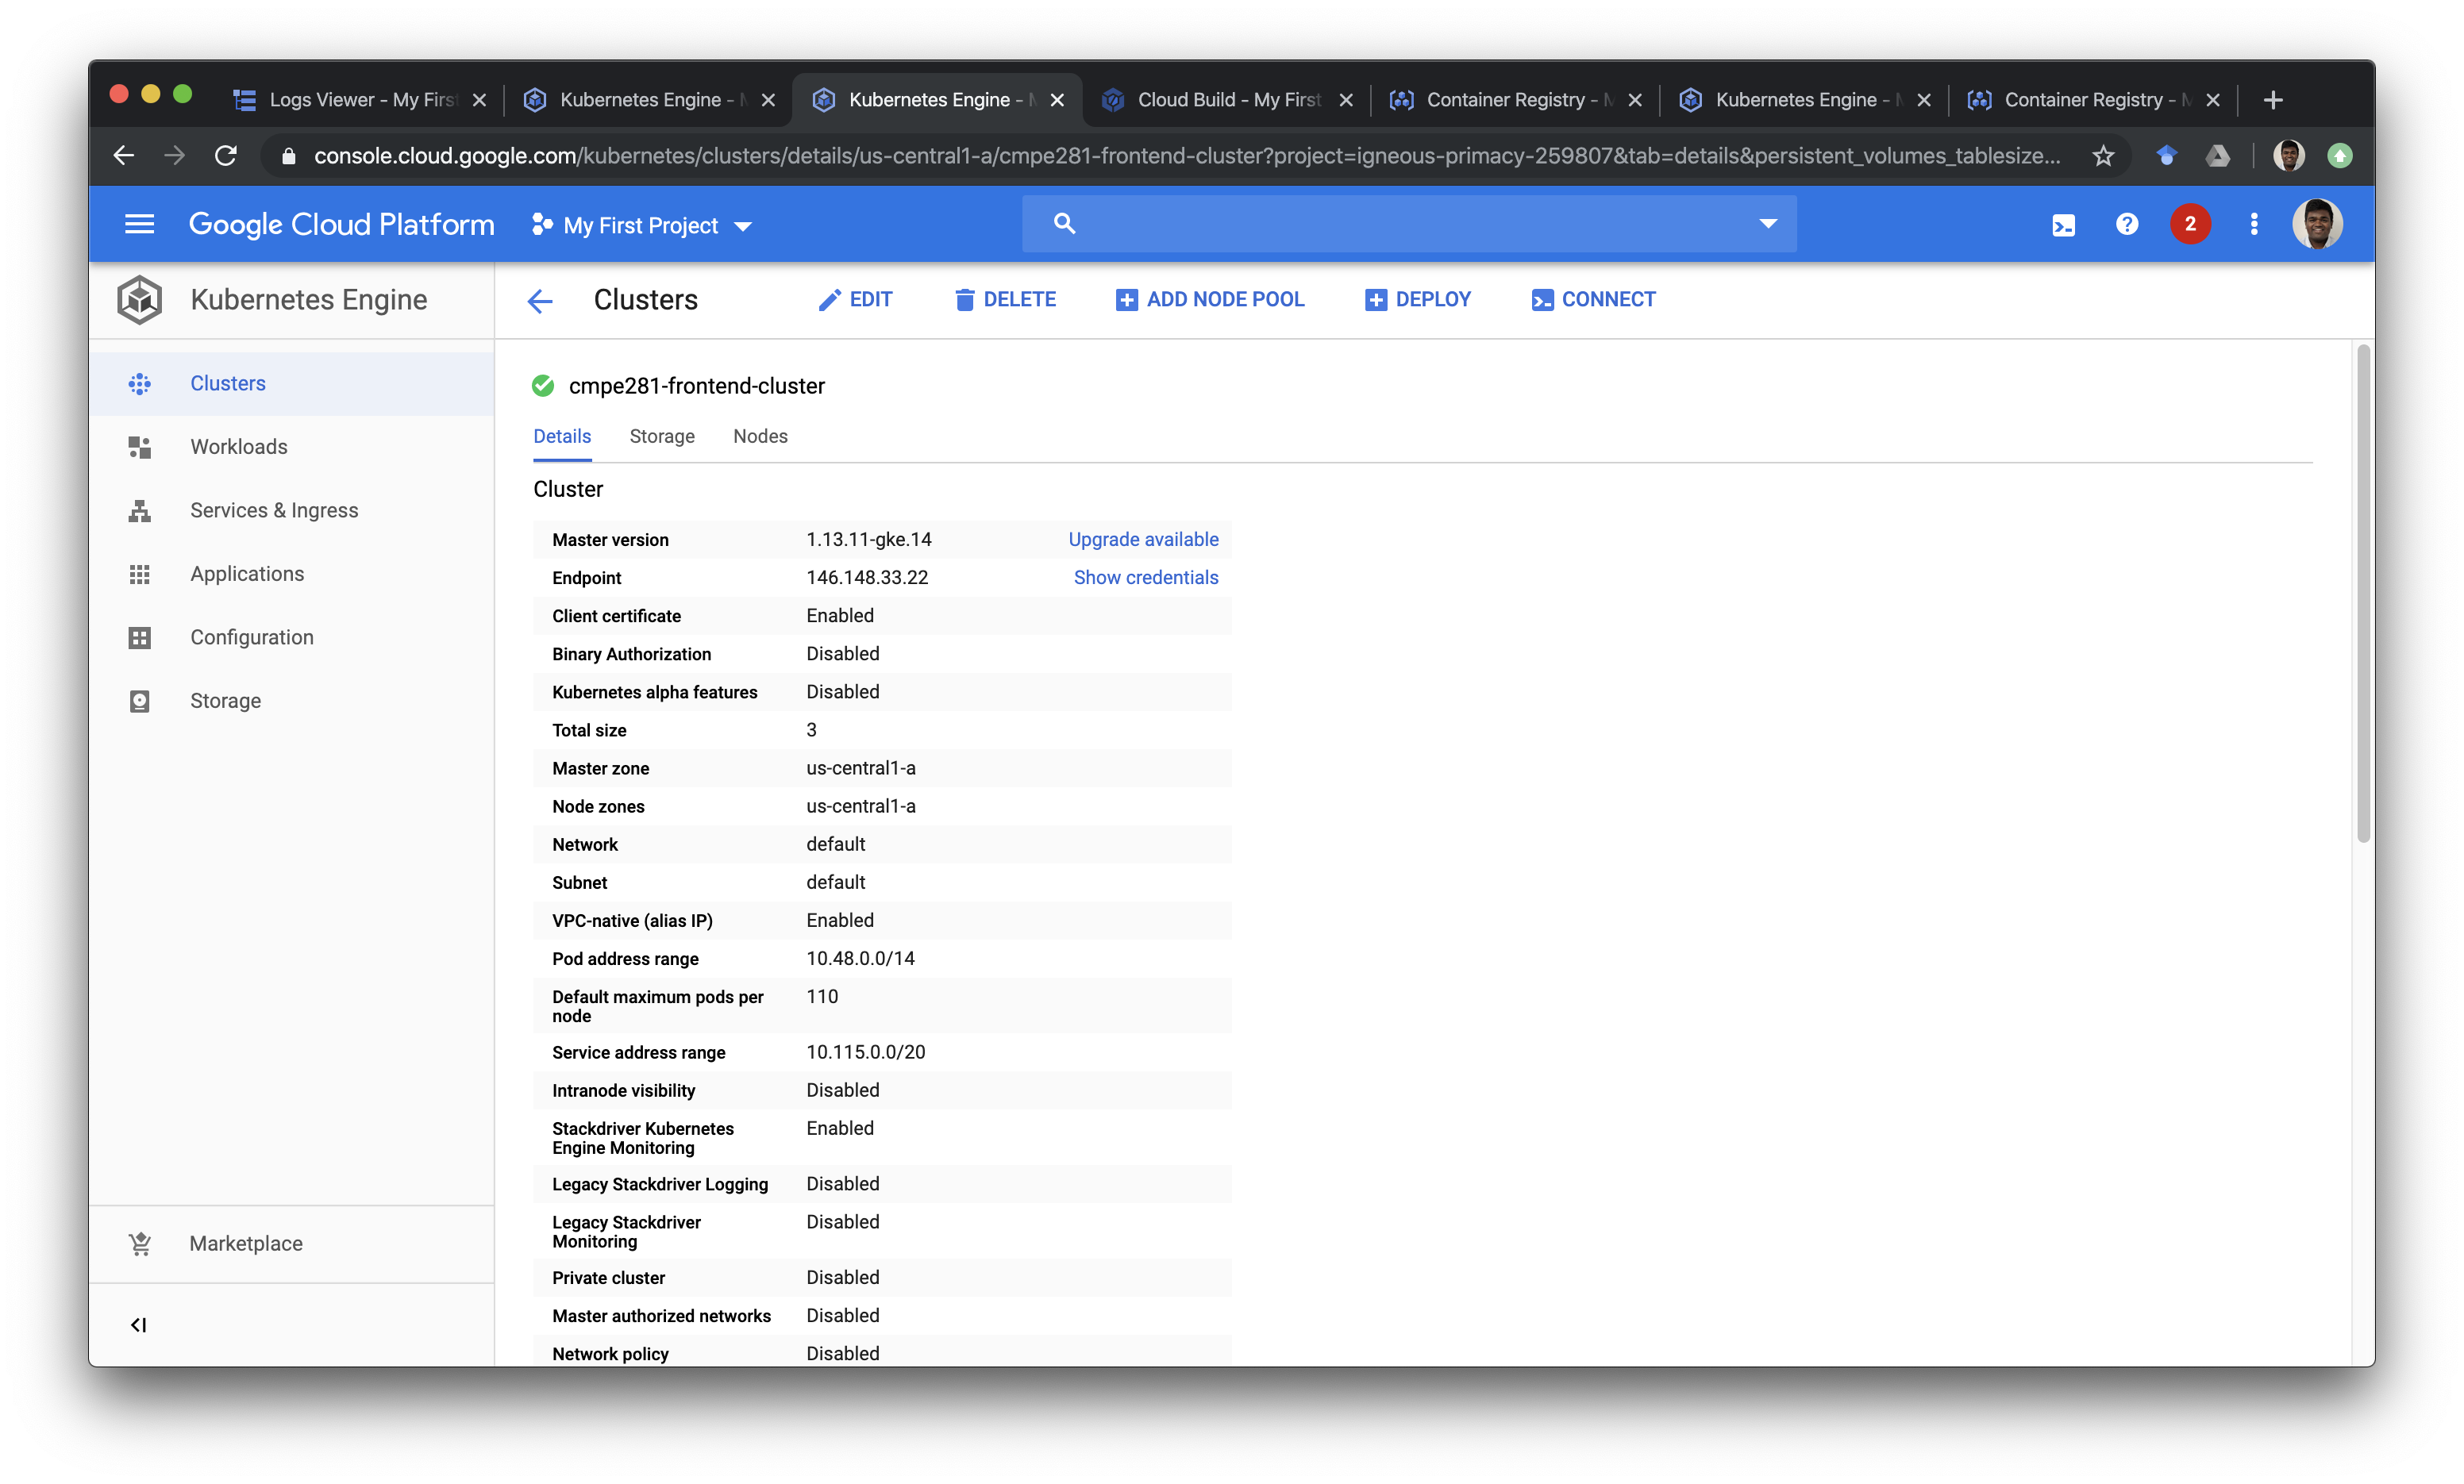 Logs Viewer - My First
Kubernetes Engine -
Kubernetes Engine -
Cloud Build - My First
Container Registry -
Kubernetes Engine -
Container Registry -
console.cloud.google.com/kubernetes/clusters/details/us-central1-a/cmpe281-frontend-cluster?project=igneous-primacy-259807&tab=details&persistent_volumes_tablesize...
Google Cloud Platform
My First Project
2
Kubernetes Engine
Clusters
EDIT
DELETE
ADD NODE POOL
DEPLOY
CONNECT
Clusters
Workloads
Services & Ingress
Applications
Configuration
Storage
Marketplace
cmpe281-frontend-cluster
Details Storage Nodes
Cluster
Master version 1.13.11-gke.14 Upgrade available
Endpoint 146.148.33.22 Show credentials
Client certificate Enabled
Binary Authorization Disabled
Kubernetes alpha features Disabled
Total size 3
Master zone us-central1-a
Node zones us-central1-a
Network default
Subnet default
VPC-native (alias IP) Enabled
Pod address range 10.48.0.0/14
Default maximum pods per 110
node
Service address range 10.115.0.0/20
Intranode visibility Disabled
Stackdriver Kubernetes Enabled
Engine Monitoring
Legacy Stackdriver Logging Disabled
Legacy Stackdriver Disabled
Monitoring
Private cluster Disabled
Master authorized networks Disabled
Network policy Disabled